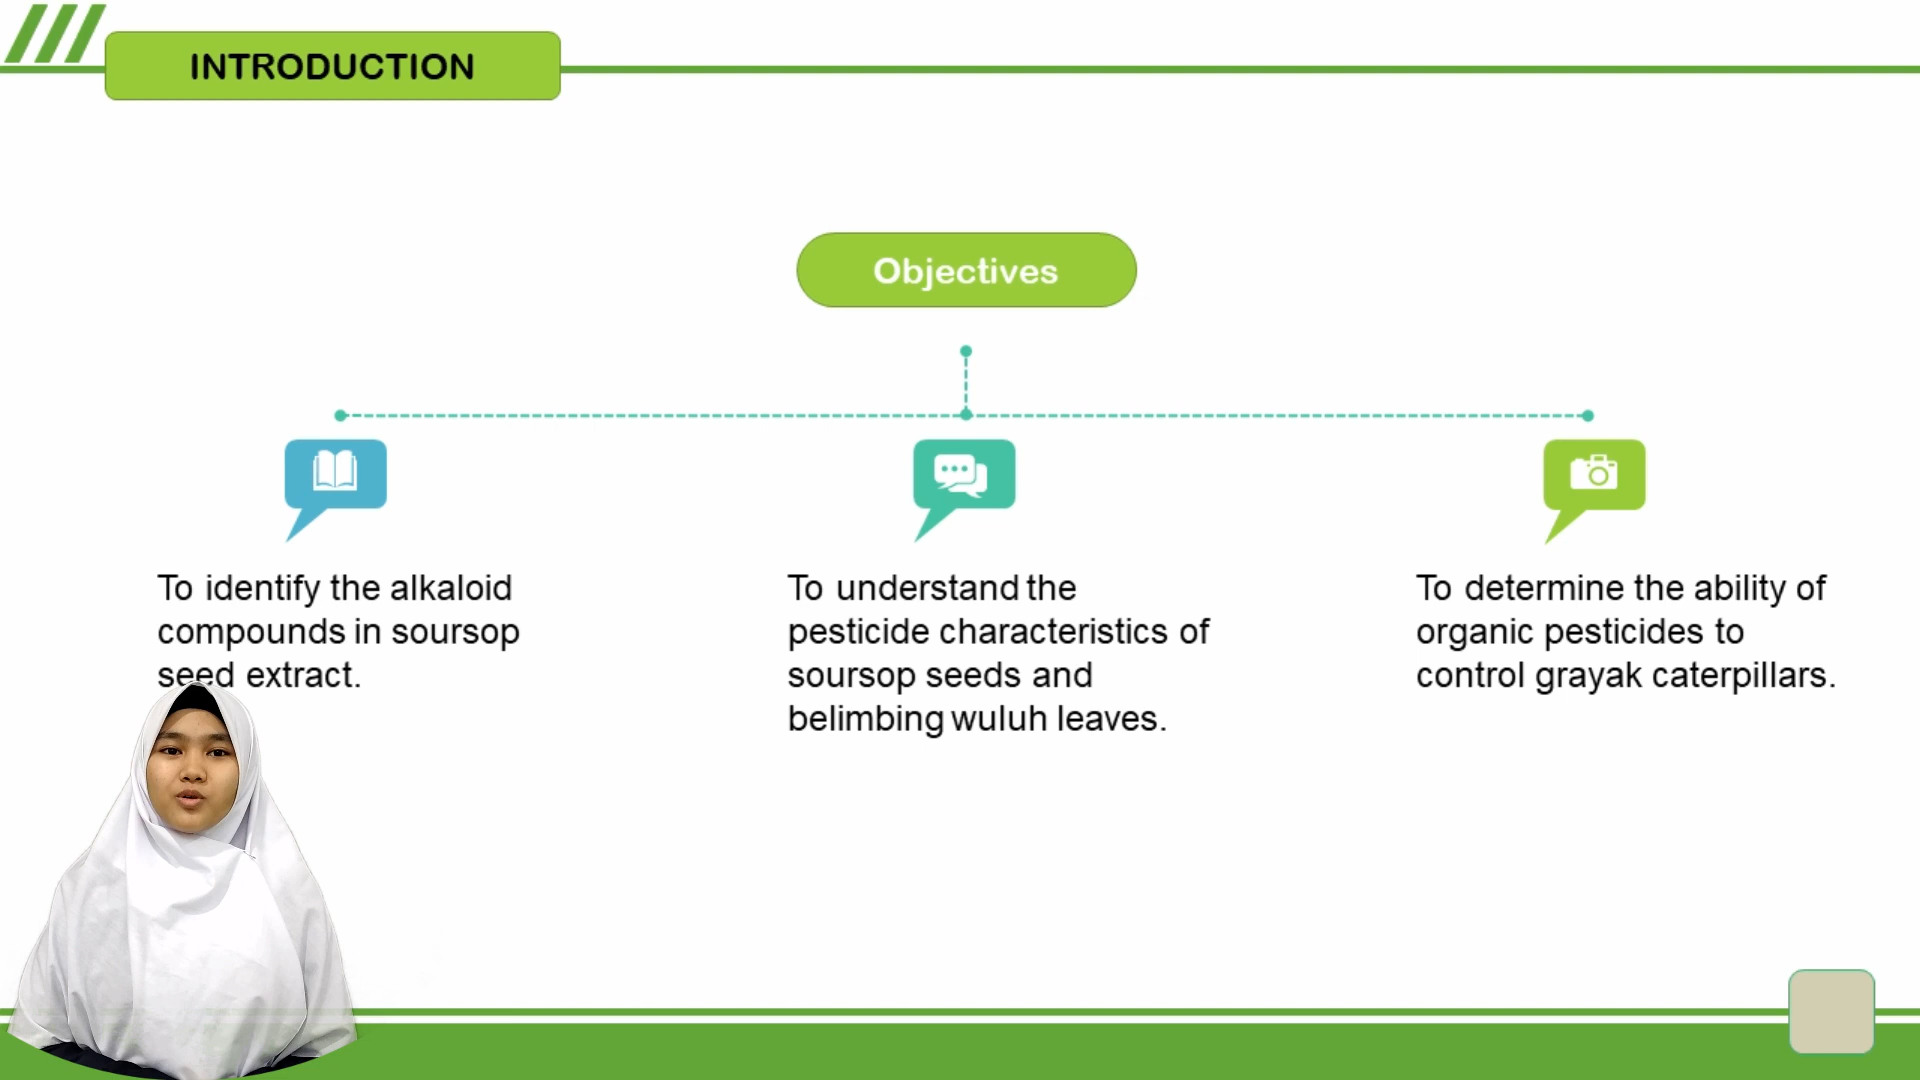 INTRODUCTION
Objectives
To identify the alkaloid
compounds in soursop
seed extract.
To understand the
pesticide characteristics of
soursop seeds and
belimbing wuluh leaves.
To determine the ability of
organic pesticides to
control grayak caterpillars.